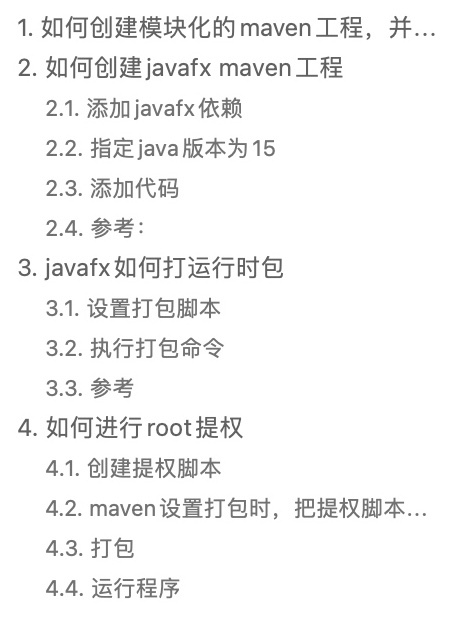 1. 如何创建模块化的maven工程，并...
2. 如何创建javafx maven工程
2.1. 添加javafx依赖
2.2. 指定java版本为15
2.3. 添加代码
2.4. 参考：
3. javafx如何打运行时包
3.1. 设置打包脚本
3.2. 执行打包命令
3.3. 参考
4. 如何进行root提权
4.1. 创建提权脚本
4.2. maven设置打包时，把提权脚本...
4.3. 打包
4.4. 运行程序